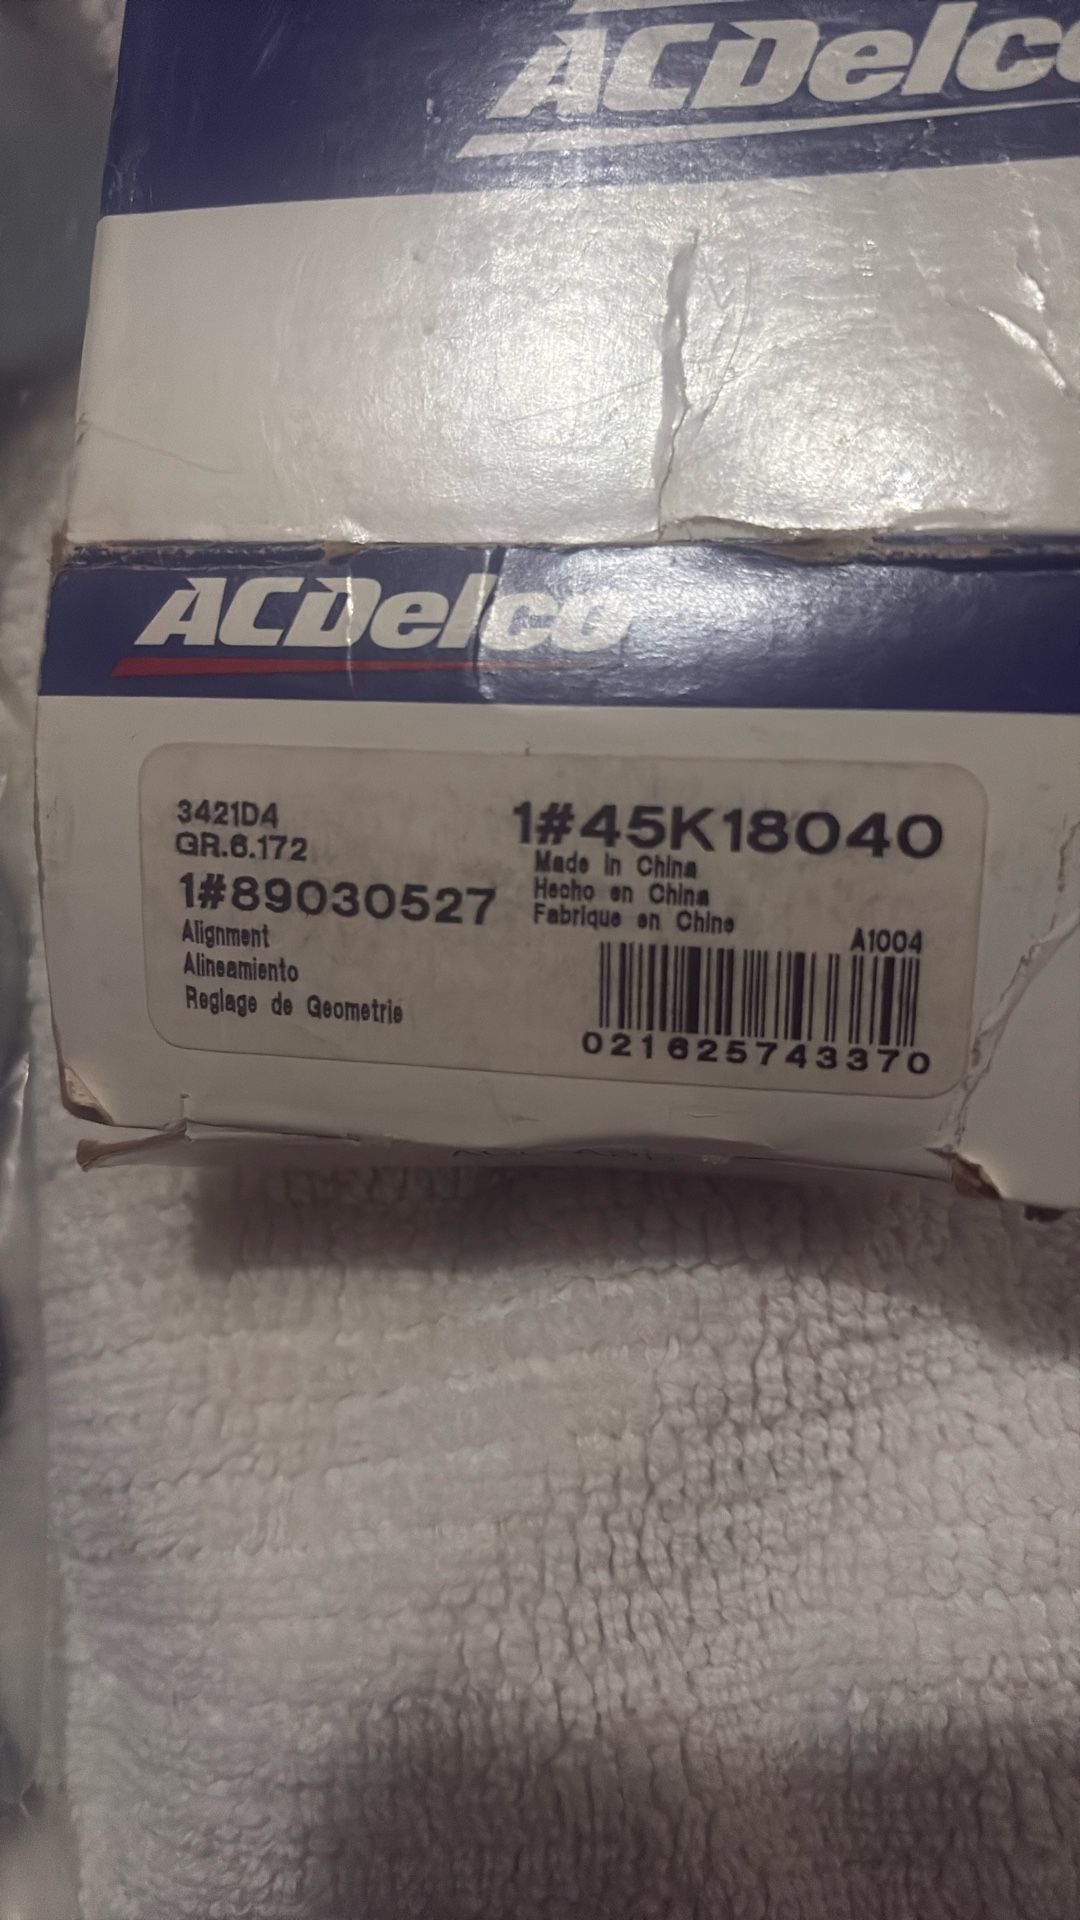 ACDelco
ACDelco
3421D4
GR.6.172
1#89030527
Alignment
Alineamiento
Reglage de Geometrie
1#45K18040
Made in China
Hecho en China
Fabrique en Chine
A1004
021625743370